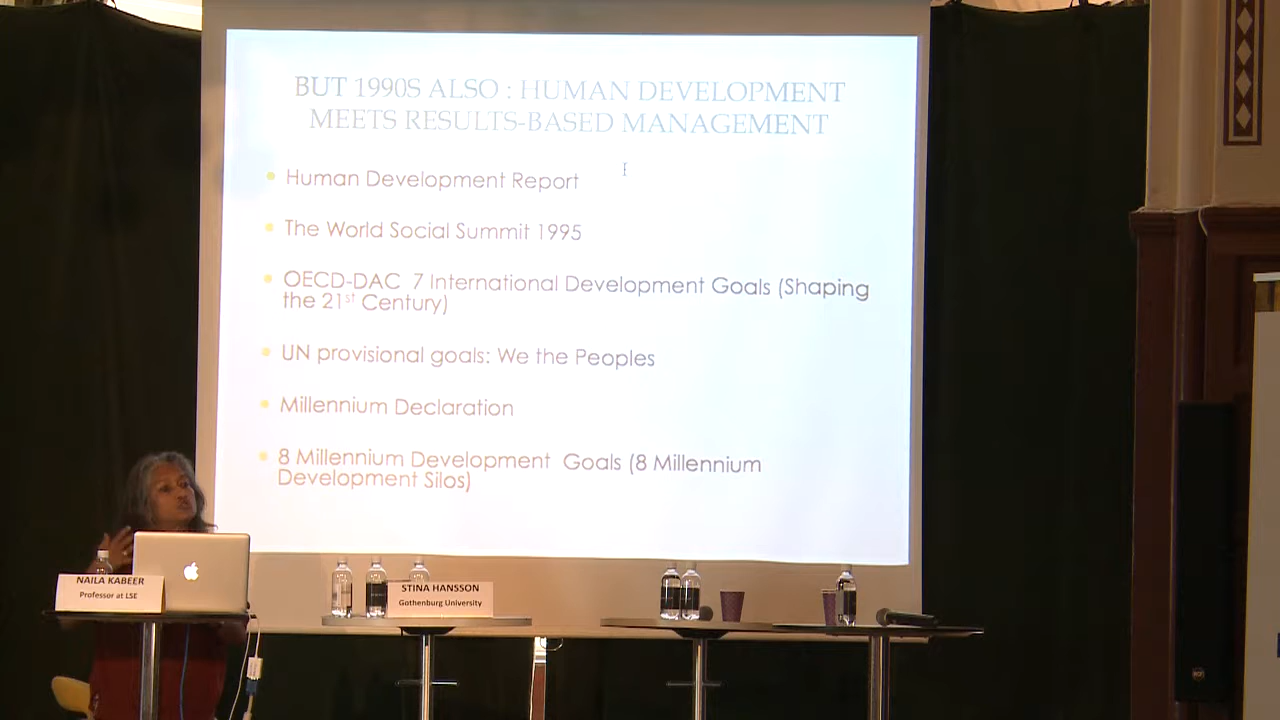 BUT 1990S ALSO : HUMAN DEVELOPMENT
MEETS RESULTS-BASED MANAGEMENT
Human Development Report
The World Social Summit 1995
OECD-DAC 7 International Development Goals (Shaping
the 21st Century)
UN provisional goals: We the Peoples
Millennium Declaration
8 Millennium Development Goals (8 Millennium
Development Silos)
NAILA KABEER
Professor at LSE
STINA HANSSON
Gothenburg University